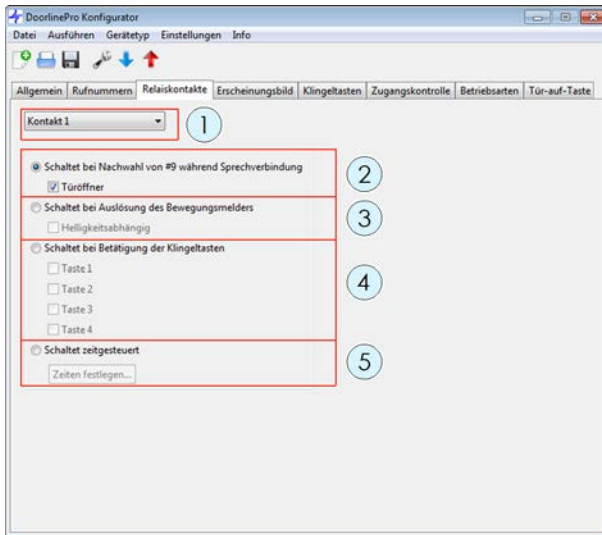 DoorlinePro Konfigurator
Datei Ausführen Gerätetyp Einstellungen Info
Allgemein Rufnummern Relaiskontakte Erscheinungsbild Klingeltasten Zugangskontrolle Betriebsarten Tür-auf-Taste
Kontakt 1
1
Schaltet bei Nachwahl von #9 während Sprechverbindung
2
Türöffner
Schaltet bei Auslösung des Bewegungsmelders
3
Helligkeitsabhängig
Schaltet bei Betätigung der Klingeltasten
Taste 1
4
Taste 2
Taste 3
Taste 4
Schaltet zeitgesteuert
5
Zeiten festlegen...